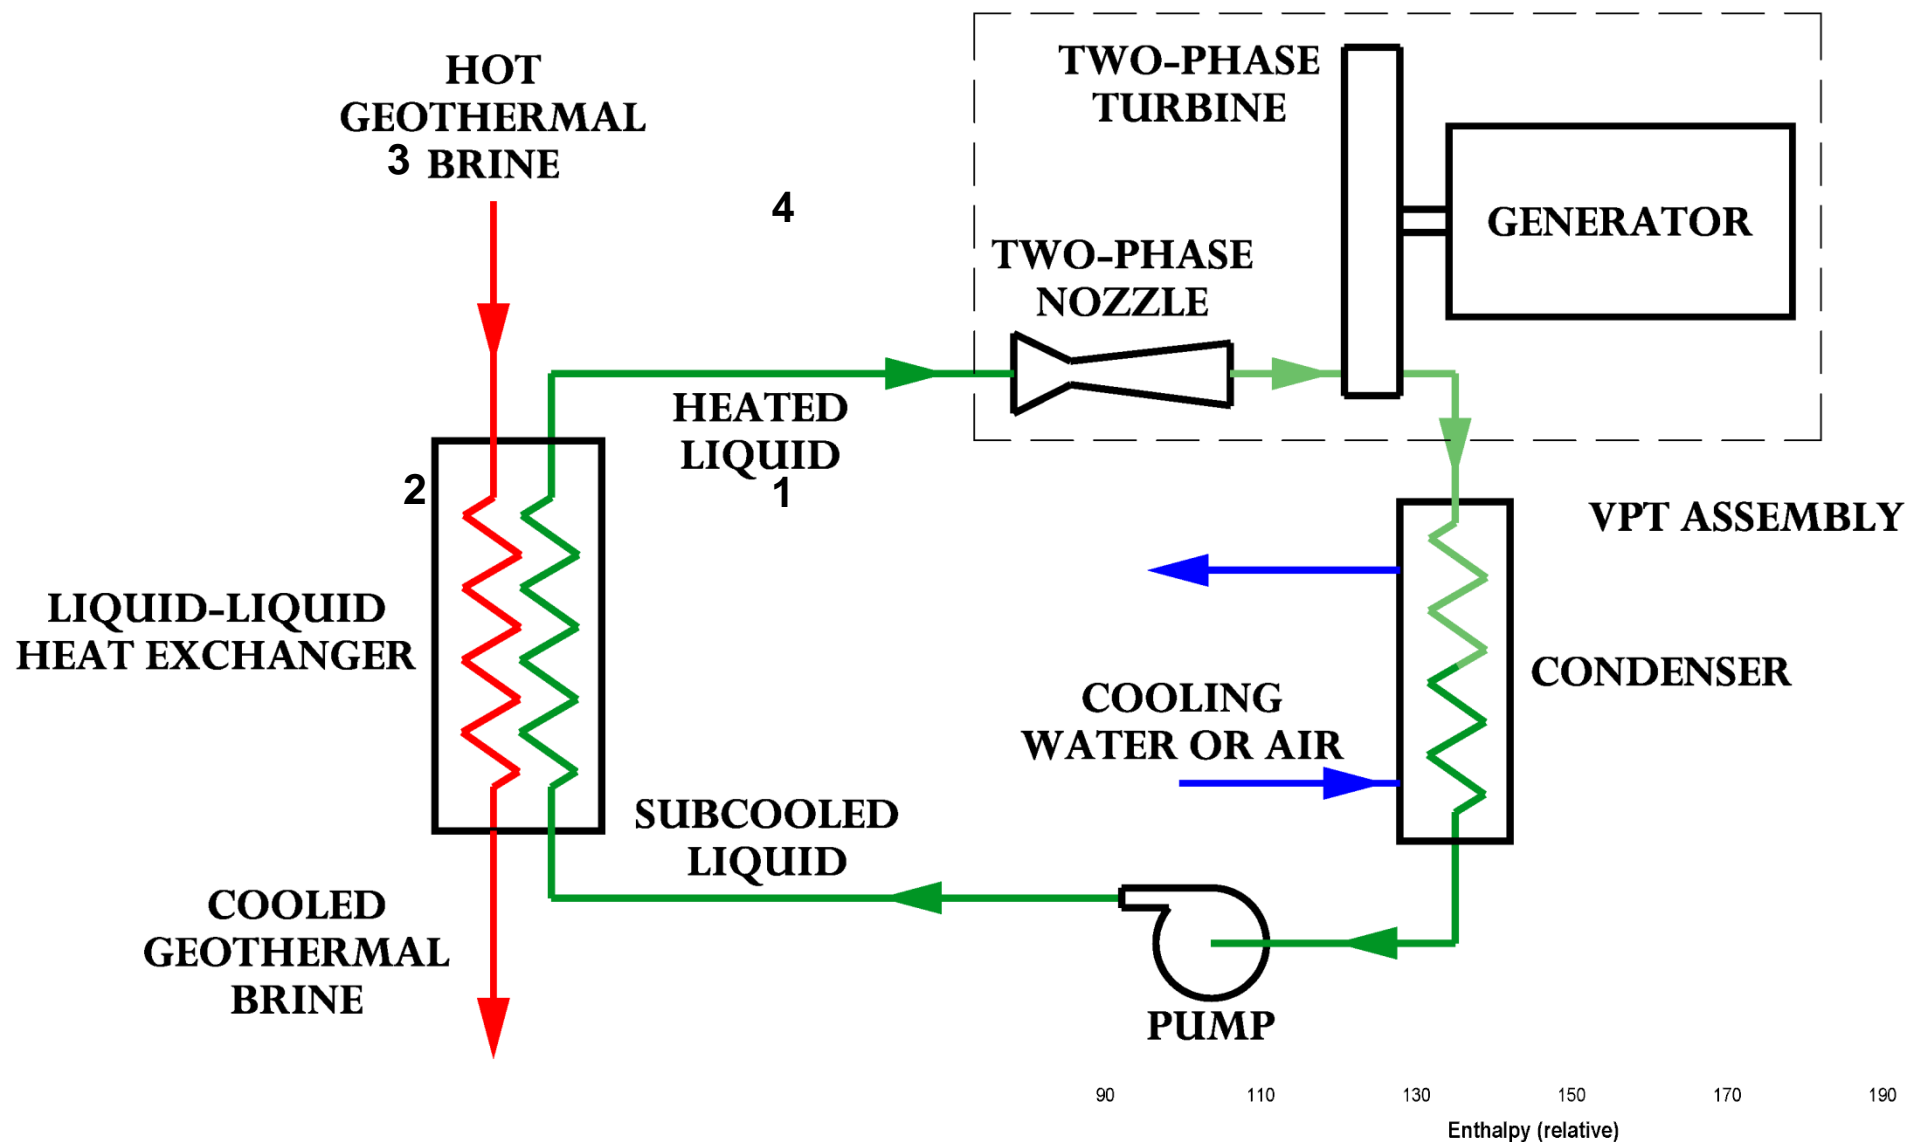 HOT
GEOTHERMAL
3 BRINE
4
TWO-PHASE
TURBINE
GENERATOR
TWO-PHASE
NOZZLE
HEATED
LIQUID
1
2
VPT ASSEMBLY
LIQUID-LIQUID
HEAT EXCHANGER
CONDENSER
COOLING
WATER OR AIR
SUBCOOLED
LIQUID
COOLED
GEOTHERMAL
BRINE
PUMP
90 110 130 150 170 190
Enthalpy (relative)